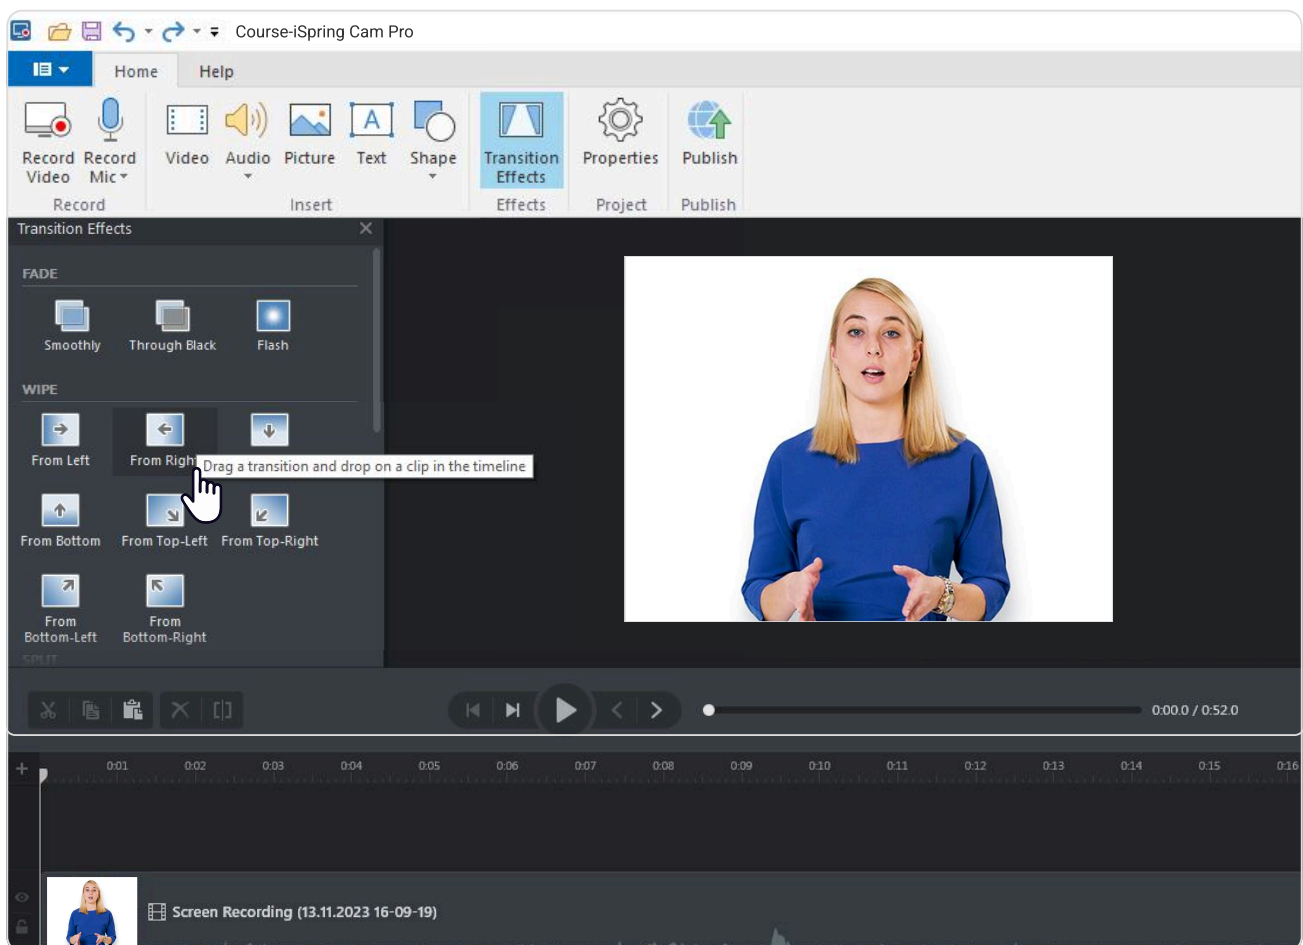 Course-iSpring Cam Pro
Home Help
Record Video
Record Mic
Video
Audio
Picture
Text
Shape
Transition Effects
Properties
Publish
Record
Insert
Effects
Project
Publish
Transition Effects
FADE
Smoothly
Through Black
Flash
WIPE
From Left
From Right
Drag a transition and drop on a clip in the timeline
From Bottom
From Top-Left
From Top-Right
From Bottom-Left
From Bottom-Right
SPLIT
0:00.0 / 0:52.0
0:01 0:02 0:03 0:04 0:05 0:06 0:07 0:08 0:09 0:10 0:11 0:12 0:13 0:14 0:15 0:16
Screen Recording (13.11.2023 16-09-19)